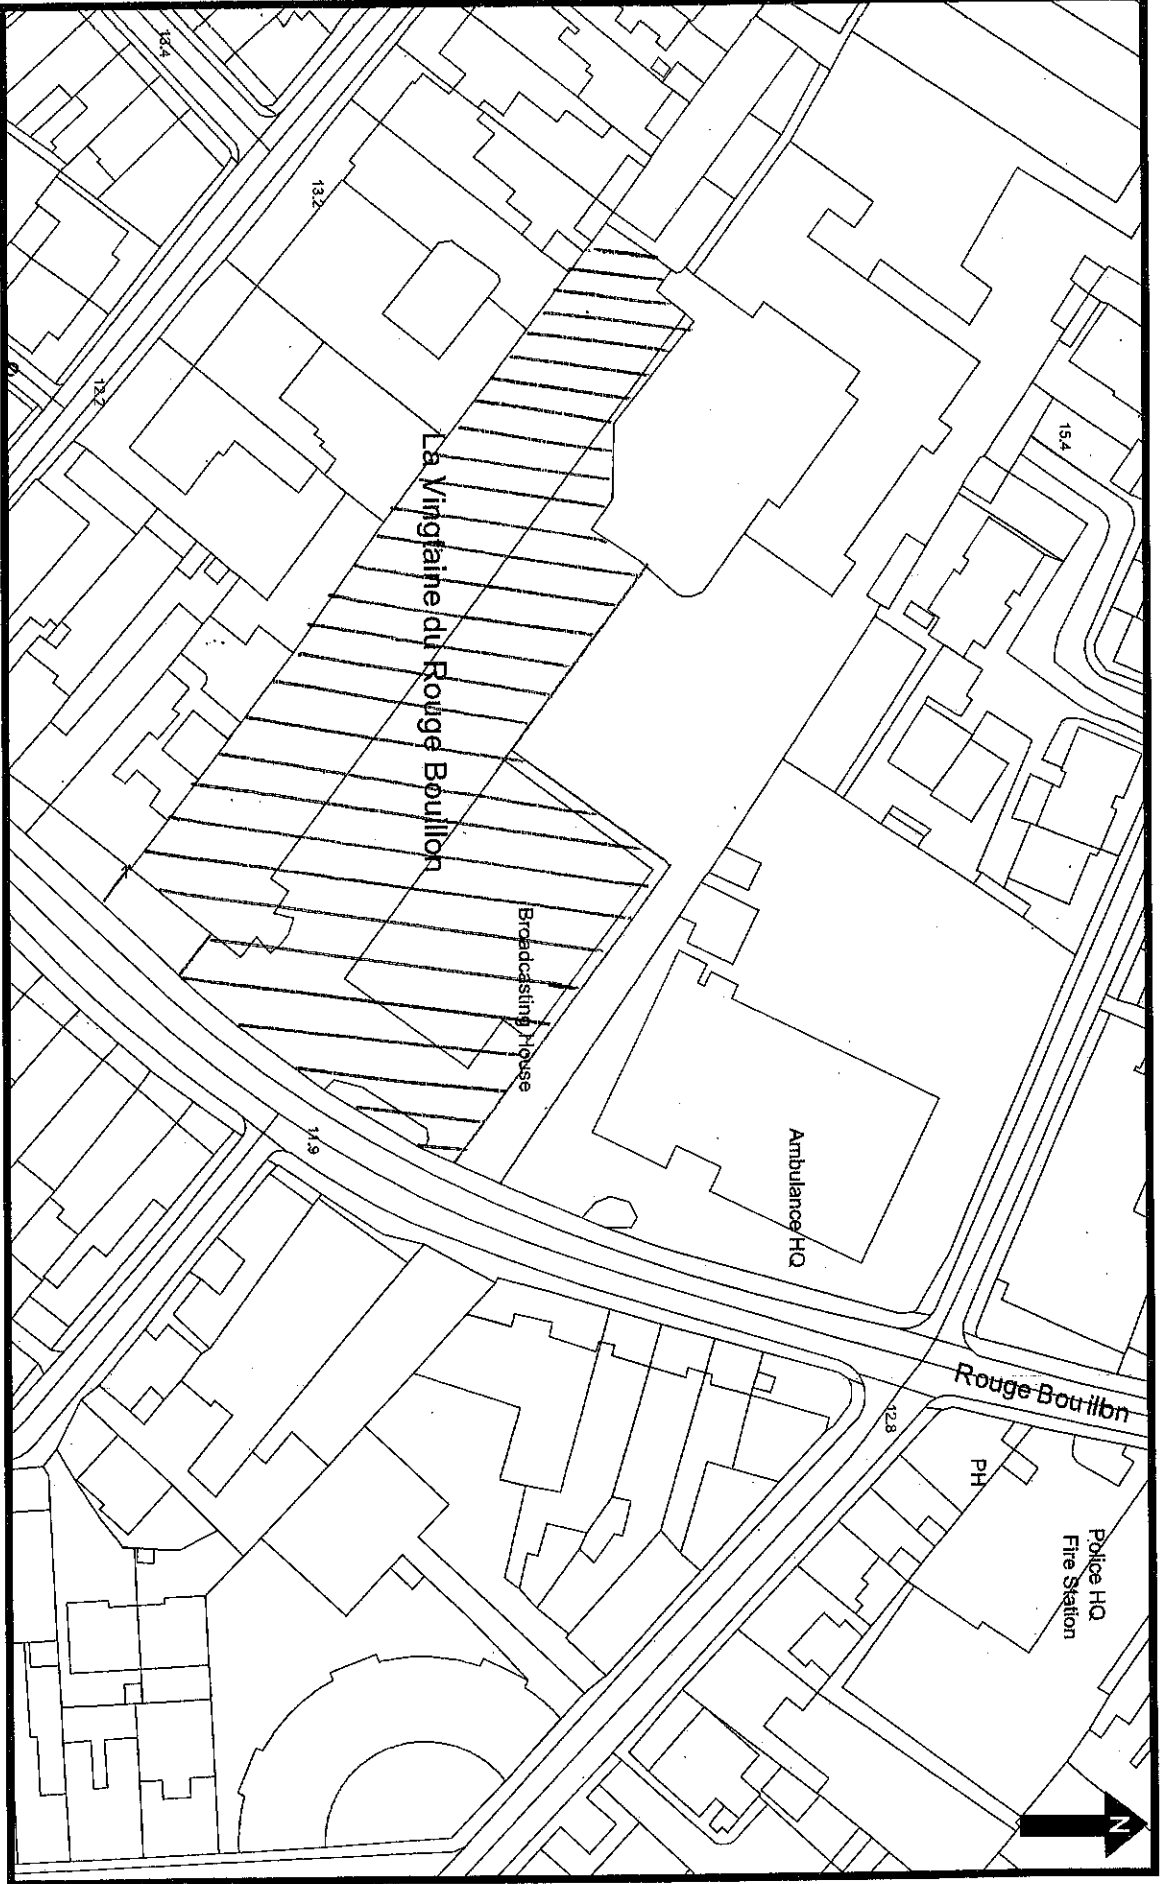 13.4
13.2
12.2
15.4
La Vingtaine du Rouge Bouillon
Broadcasting House
11.9
Ambulance HQ
Rouge Bouillon
12.8
PH
Police HQ
Fire Station
N